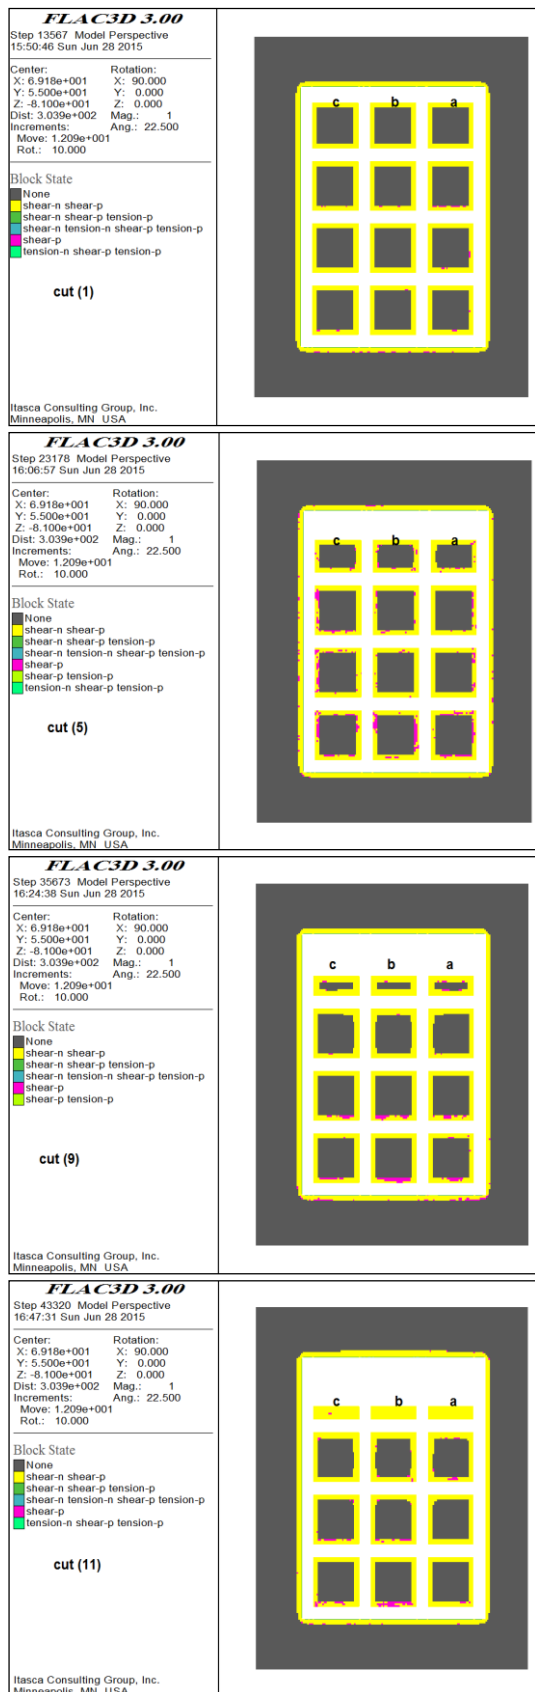 FLAC3D 3.00
Step 13567 Model Perspective
15:50:46 Sun Jun 28 2015
Center: Rotation:
X: 6.918e+001 X: 90.000
Y: 5.500e+001 Y: 0.000
Z: -8.100e+001 Z: 0.000
Dist: 3.039e+002 Mag.: 1
Increments: Ang.: 22.500
Move: 1.209e+001
Rot.: 10.000
Block State
None
shear-n shear-p
shear-n shear-p tension-p
shear-n tension-n shear-p tension-p
shear-p
tension-n shear-p tension-p
cut (1)
Itasca Consulting Group, Inc.
Minneapolis, MN USA
c b a
FLAC3D 3.00
Step 23178 Model Perspective
16:06:57 Sun Jun 28 2015
Center: Rotation:
X: 6.918e+001 X: 90.000
Y: 5.500e+001 Y: 0.000
Z: -8.100e+001 Z: 0.000
Dist: 3.039e+002 Mag.: 1
Increments: Ang.: 22.500
Move: 1.209e+001
Rot.: 10.000
Block State
None
shear-n shear-p
shear-n shear-p tension-p
shear-n tension-n shear-p tension-p
shear-p
shear-p tension-p
tension-n shear-p tension-p
cut (5)
Itasca Consulting Group, Inc.
Minneapolis, MN USA
c b a
FLAC3D 3.00
Step 35673 Model Perspective
16:24:38 Sun Jun 28 2015
Center: Rotation:
X: 6.918e+001 X: 90.000
Y: 5.500e+001 Y: 0.000
Z: -8.100e+001 Z: 0.000
Dist: 3.039e+002 Mag.: 1
Increments: Ang.: 22.500
Move: 1.209e+001
Rot.: 10.000
Block State
None
shear-n shear-p
shear-n shear-p tension-p
shear-n tension-n shear-p tension-p
shear-p
shear-p tension-p
cut (9)
Itasca Consulting Group, Inc.
Minneapolis, MN USA
c b a
FLAC3D 3.00
Step 43320 Model Perspective
16:47:31 Sun Jun 28 2015
Center: Rotation:
X: 6.918e+001 X: 90.000
Y: 5.500e+001 Y: 0.000
Z: -8.100e+001 Z: 0.000
Dist: 3.039e+002 Mag.: 1
Increments: Ang.: 22.500
Move: 1.209e+001
Rot.: 10.000
Block State
None
shear-n shear-p
shear-n shear-p tension-p
shear-n tension-n shear-p tension-p
shear-p
tension-n shear-p tension-p
cut (11)
Itasca Consulting Group, Inc.
Minneapolis, MN USA
c b a